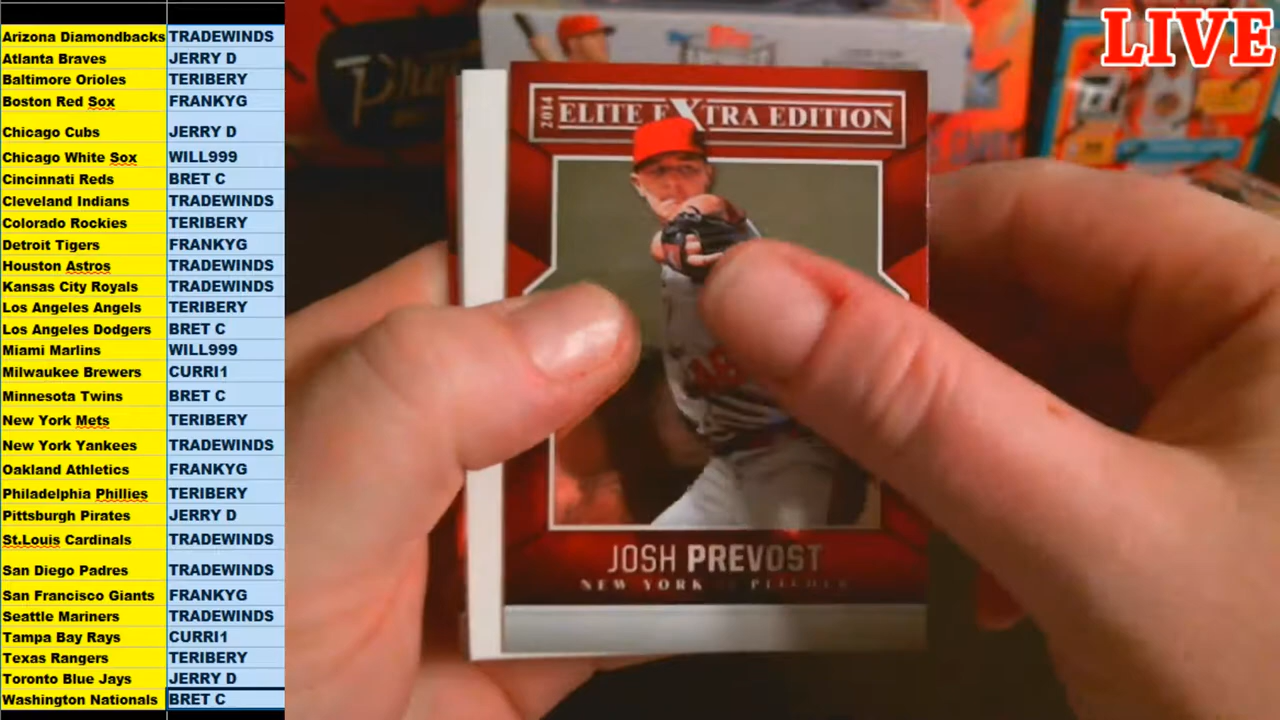 Arizona Diamondbacks TRADEWINDS
Atlanta Braves JERRY D
Baltimore Orioles TERIBERY
Boston Red Sox FRANKYG
Chicago Cubs JERRY D
Chicago White Sox WILL999
Cincinnati Reds BRET C
Cleveland Indians TRADEWINDS
Colorado Rockies TERIBERY
Detroit Tigers FRANKYG
Houston Astros TRADEWINDS
Kansas City Royals TRADEWINDS
Los Angeles Angels TERIBERY
Los Angeles Dodgers BRET C
Miami Marlins WILL999
Milwaukee Brewers CURRI1
Minnesota Twins BRET C
New York Mets TERIBERY
New York Yankees TRADEWINDS
Oakland Athletics FRANKYG
Philadelphia Phillies TERIBERY
Pittsburgh Pirates JERRY D
St.Louis Cardinals TRADEWINDS
San Diego Padres TRADEWINDS
San Francisco Giants FRANKYG
Seattle Mariners TRADEWINDS
Tampa Bay Rays CURRI1
Texas Rangers TERIBERY
Toronto Blue Jays JERRY D
Washington Nationals BRET C
LIVE
Topps
2014 ELITE EXTRA EDITION
JOSH PREVOST
NEW YORK PITCHER